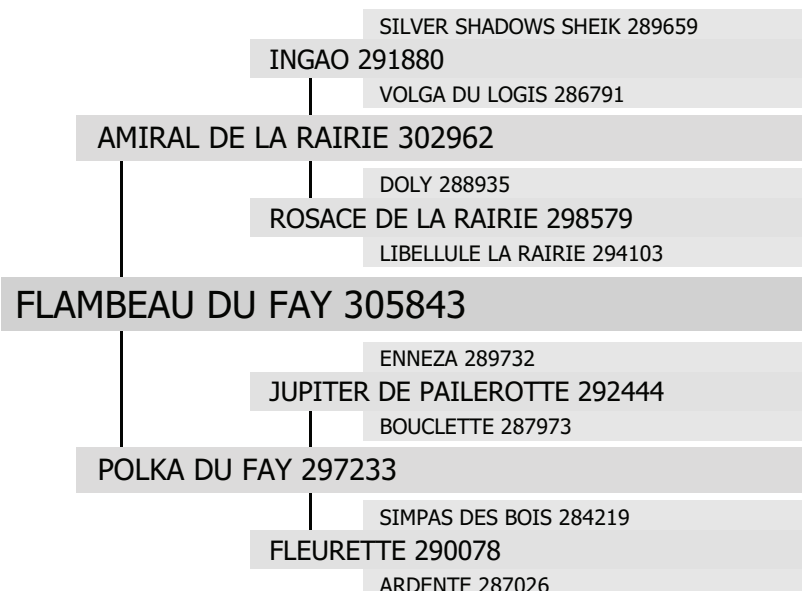 SILVER SHADOWS SHEIK 289659
INGAO 291880
VOLGA DU LOGIS 286791
AMIRAL DE LA RAIRIE 302962
DOLY 288935
ROSACE DE LA RAIRIE 298579
LIBELLULE LA RAIRIE 294103
FLAMBEAU DU FAY 305843
ENNEZA 289732
JUPITER DE PAILEROTTE 292444
BOUCLETTE 287973
POLKA DU FAY 297233
SIMPAS DES BOIS 284219
FLEURETTE 290078
ARDENTE 287026